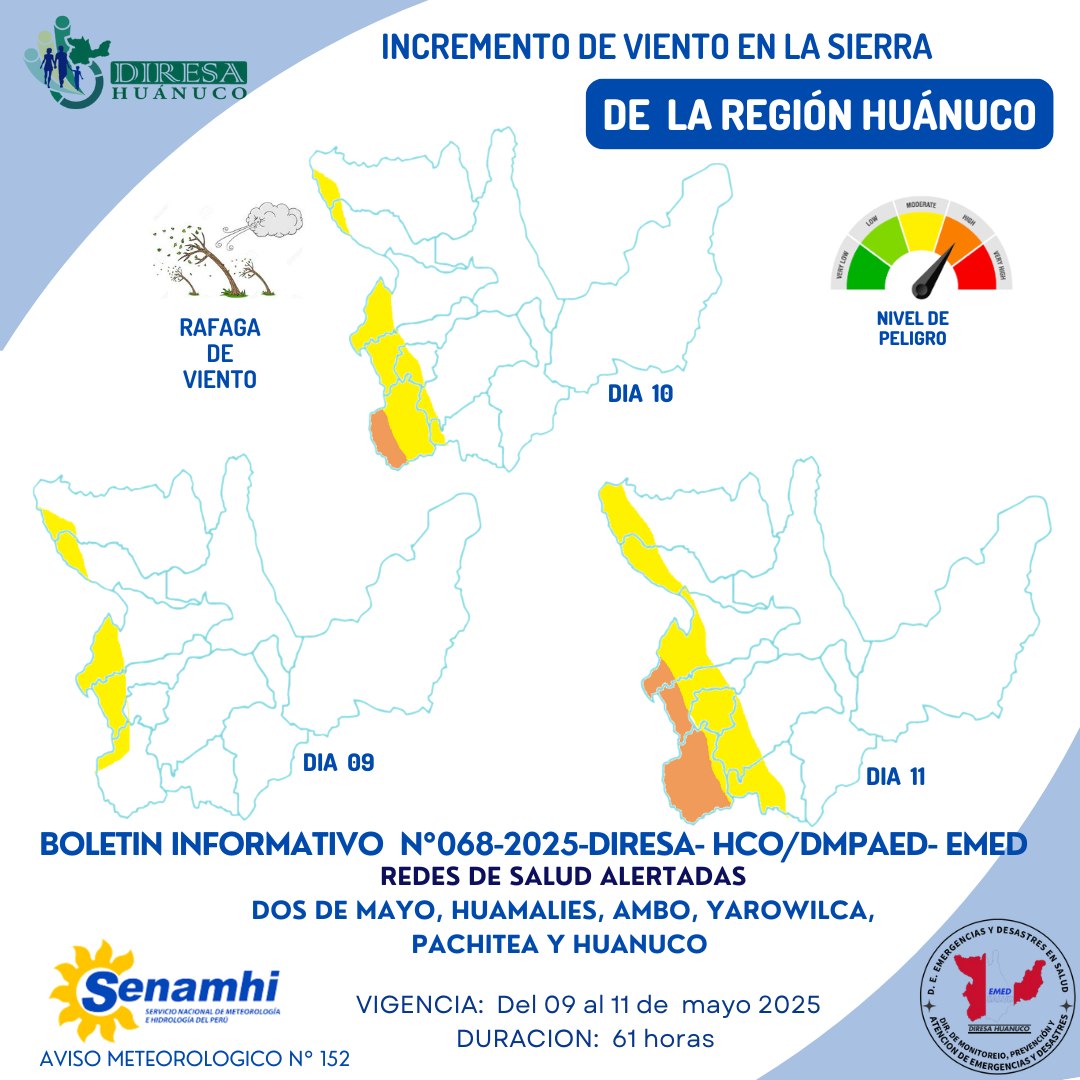 DIRESA
HUÁNUCO
INCREMENTO DE VIENTO EN LA SIERRA
DE LA REGIÓN HUÁNUCO
RAFAGA
DE
VIENTO
VERY LOW
LOW
MODERATE
HIGH
VERY HIGH
NIVEL DE
PELIGRO
DIA 10
DIA 09
DIA 11
BOLETIN INFORMATIVO N°068-2025-DIRESA- HCO/DMPAED- EMED
REDES DE SALUD ALERTADAS
DOS DE MAYO, HUAMALIES, AMBO, YAROWILCA,
PACHITEA Y HUANUCO
Senamhi
SERVICIO NACIONAL DE METEOROLOGÍA
E HIDROLOGÍA DEL PERÚ
AVISO METEOROLOGICO N° 152
VIGENCIA: Del 09 al 11 de mayo 2025
DURACION: 61 horas
D. E. EMERGENCIAS Y DESASTRES EN SALUD
EMED
DIRESA HUANUCO
DIR. DE MONITOREIO, PREVENCIÓN Y
ATENCION DE EMERGENCIAS Y DESASTRES